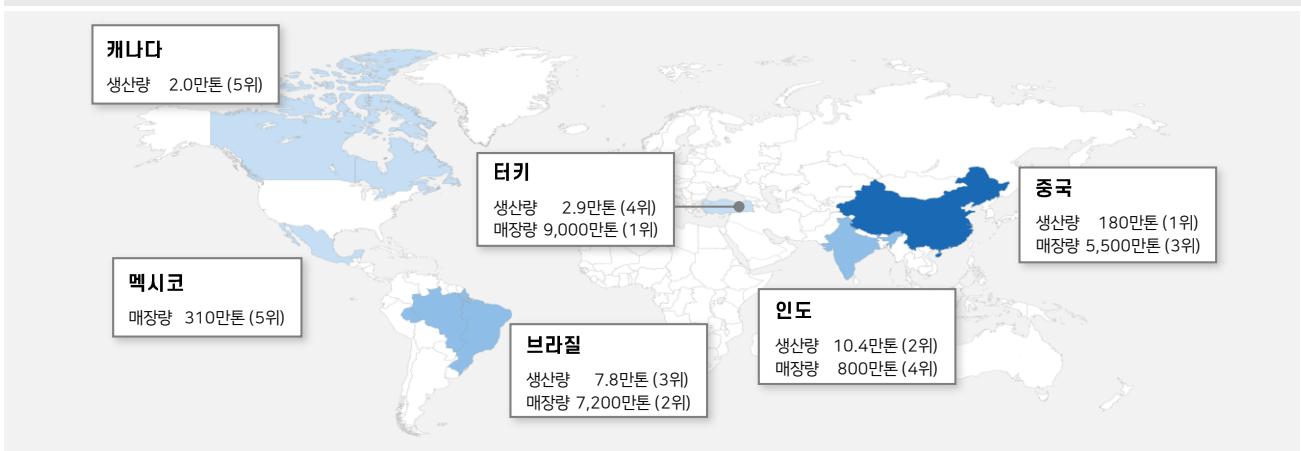 캐나다
생산량 2.0만톤 (5위)
터키
생산량 2.9만톤 (4위)
매장량 9,000만톤 (1위)
중국
생산량 180만톤 (1위)
매장량 5,500만톤 (3위)
멕시코
매장량 310만톤 (5위)
브라질
생산량 7.8만톤 (3위)
매장량 7,200만톤 (2위)
인도
생산량 10.4만톤 (2위)
매장량 800만톤 (4위)